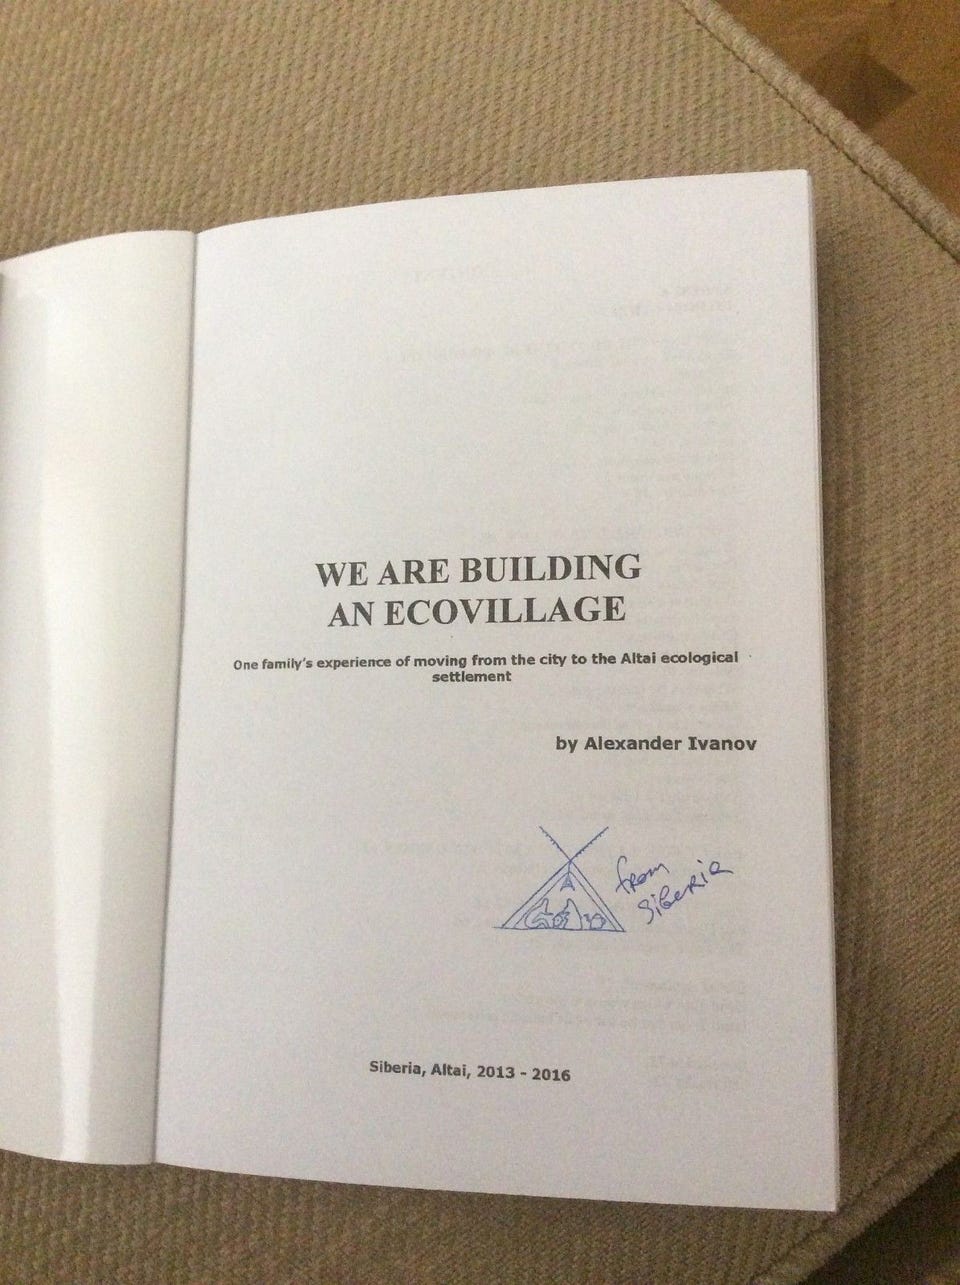 WE ARE BUILDING
AN ECOVILLAGE
One family's experience of moving from the city to the Altai ecological
settlement
by Alexander Ivanov
from
Siberia
Siberia, Altai, 2013 - 2016